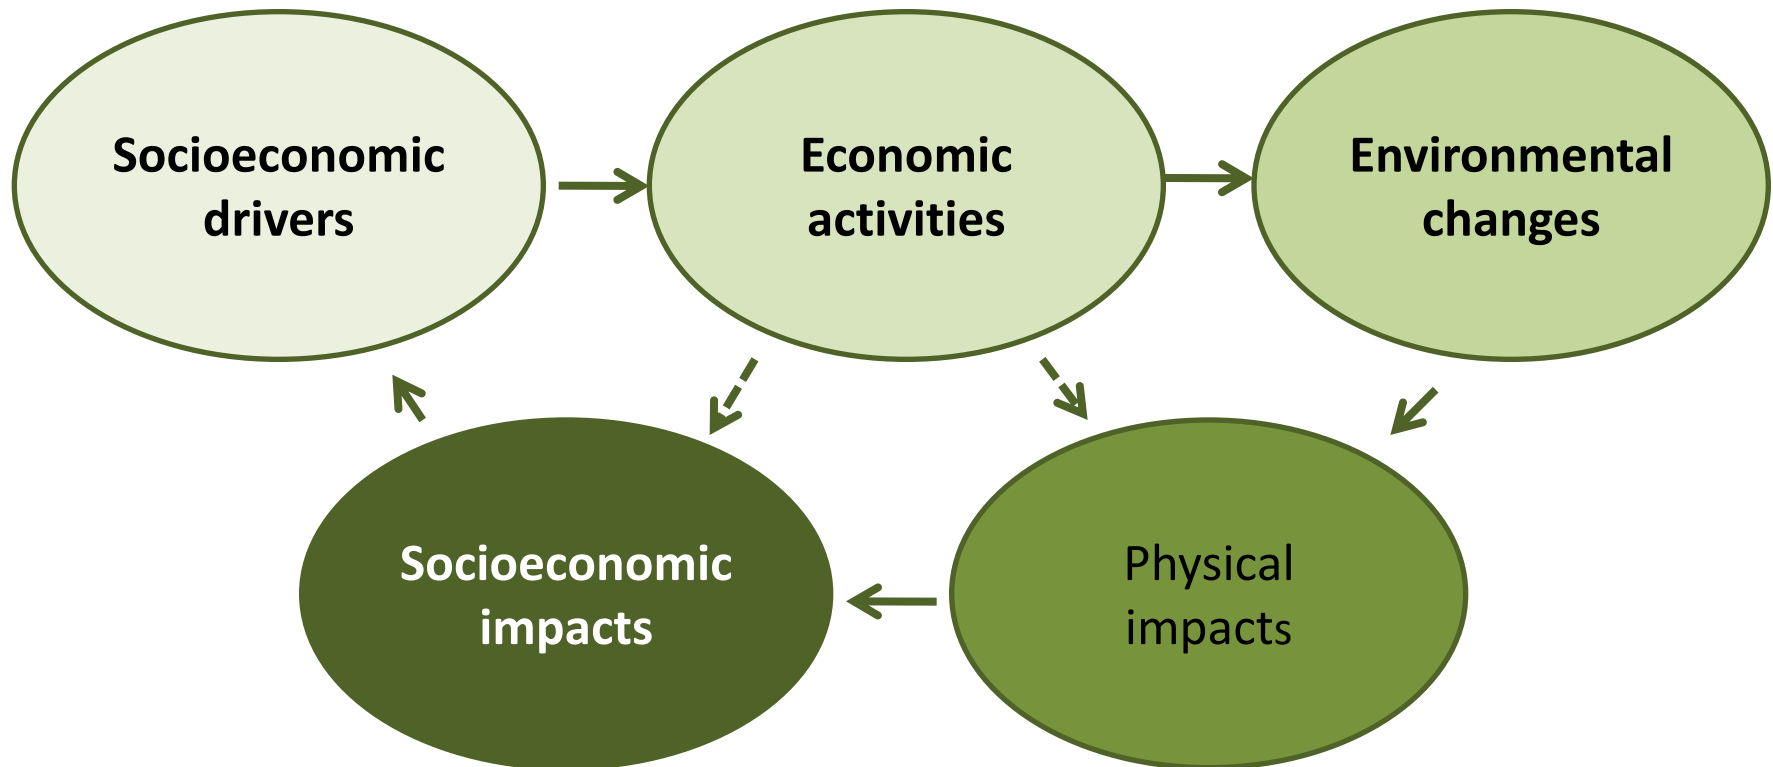 Socioeconomic
drivers
Economic
activities
Environmental
changes
Socioeconomic
impacts
Physical
impacts